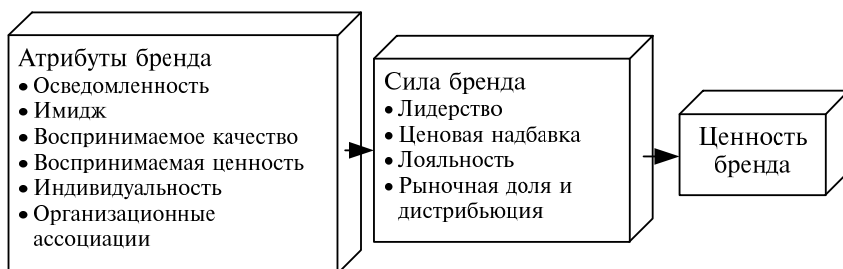 Атрибуты бренда
• Осведомленность
• Имидж
• Воспринимаемое качество
• Воспринимаемая ценность
• Индивидуальность
• Организационные
ассоциации
Сила бренда
• Лидерство
• Ценовая надбавка
• Лояльность
• Рыночная доля и
дистрибьюция
Ценность
бренда